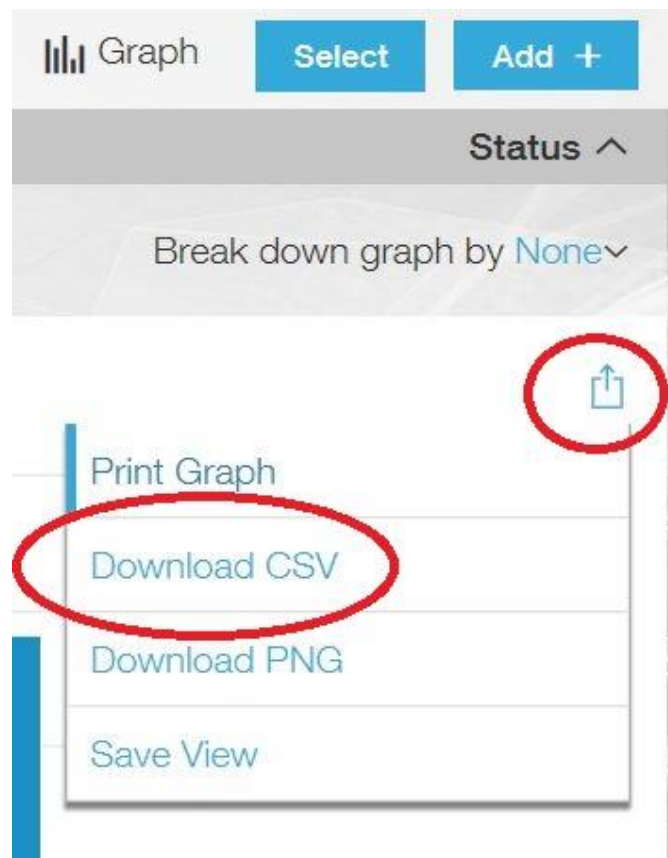 Graph Select Add +
Status
Break down graph by None
Print Graph
Download CSV
Download PNG
Save View